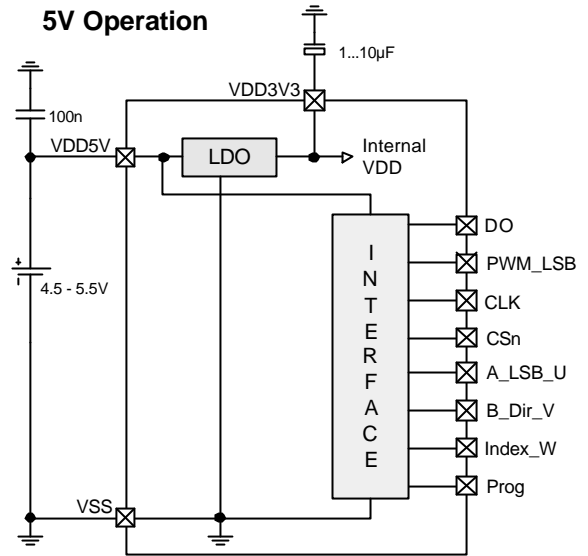 5V Operation
1...10µF
VDD3V3
100n
VDD5V
LDO
Internal
VDD
DO
PWM_LSB
CLK
CSn
A_LSB_U
B_Dir_V
Index_W
Prog
I
N
T
E
R
F
A
C
E
+
4.5 - 5.5V
-
VSS